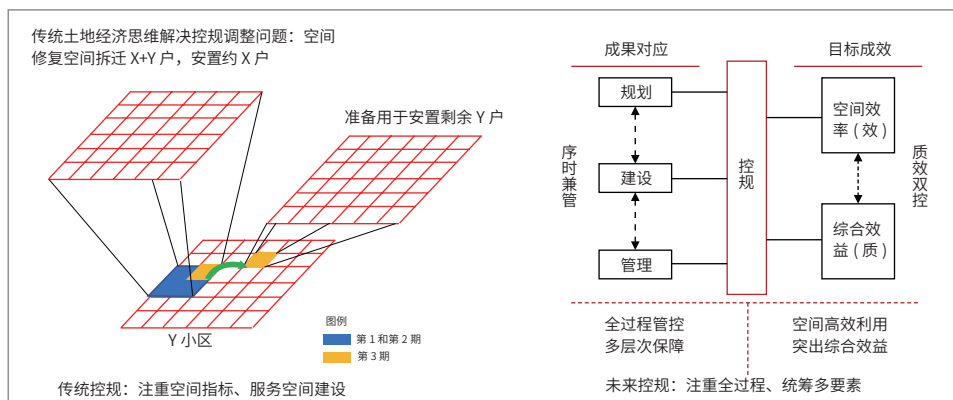 传统土地经济思维解决控规调整问题：空间
修复空间拆迁 X+Y 户，安置约 X 户
准备用于安置剩余 Y 户
Y 小区
图例
第 1 和第 2 期
第 3 期
传统控规：注重空间指标、服务空间建设
成果对应
目标成效
规划
建设
管理
序时兼管
控规
空间效
率 ( 效 )
综合效
益 ( 质 )
质效双控
全过程管控
多层次保障
空间高效利用
突出综合效益
未来控规：注重全过程、统筹多要素